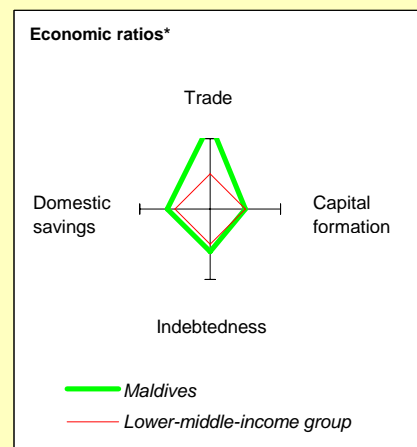 Economic ratios*
Trade
Domestic
savings
Capital
formation
Indebtedness
Maldives
Lower-middle-income group